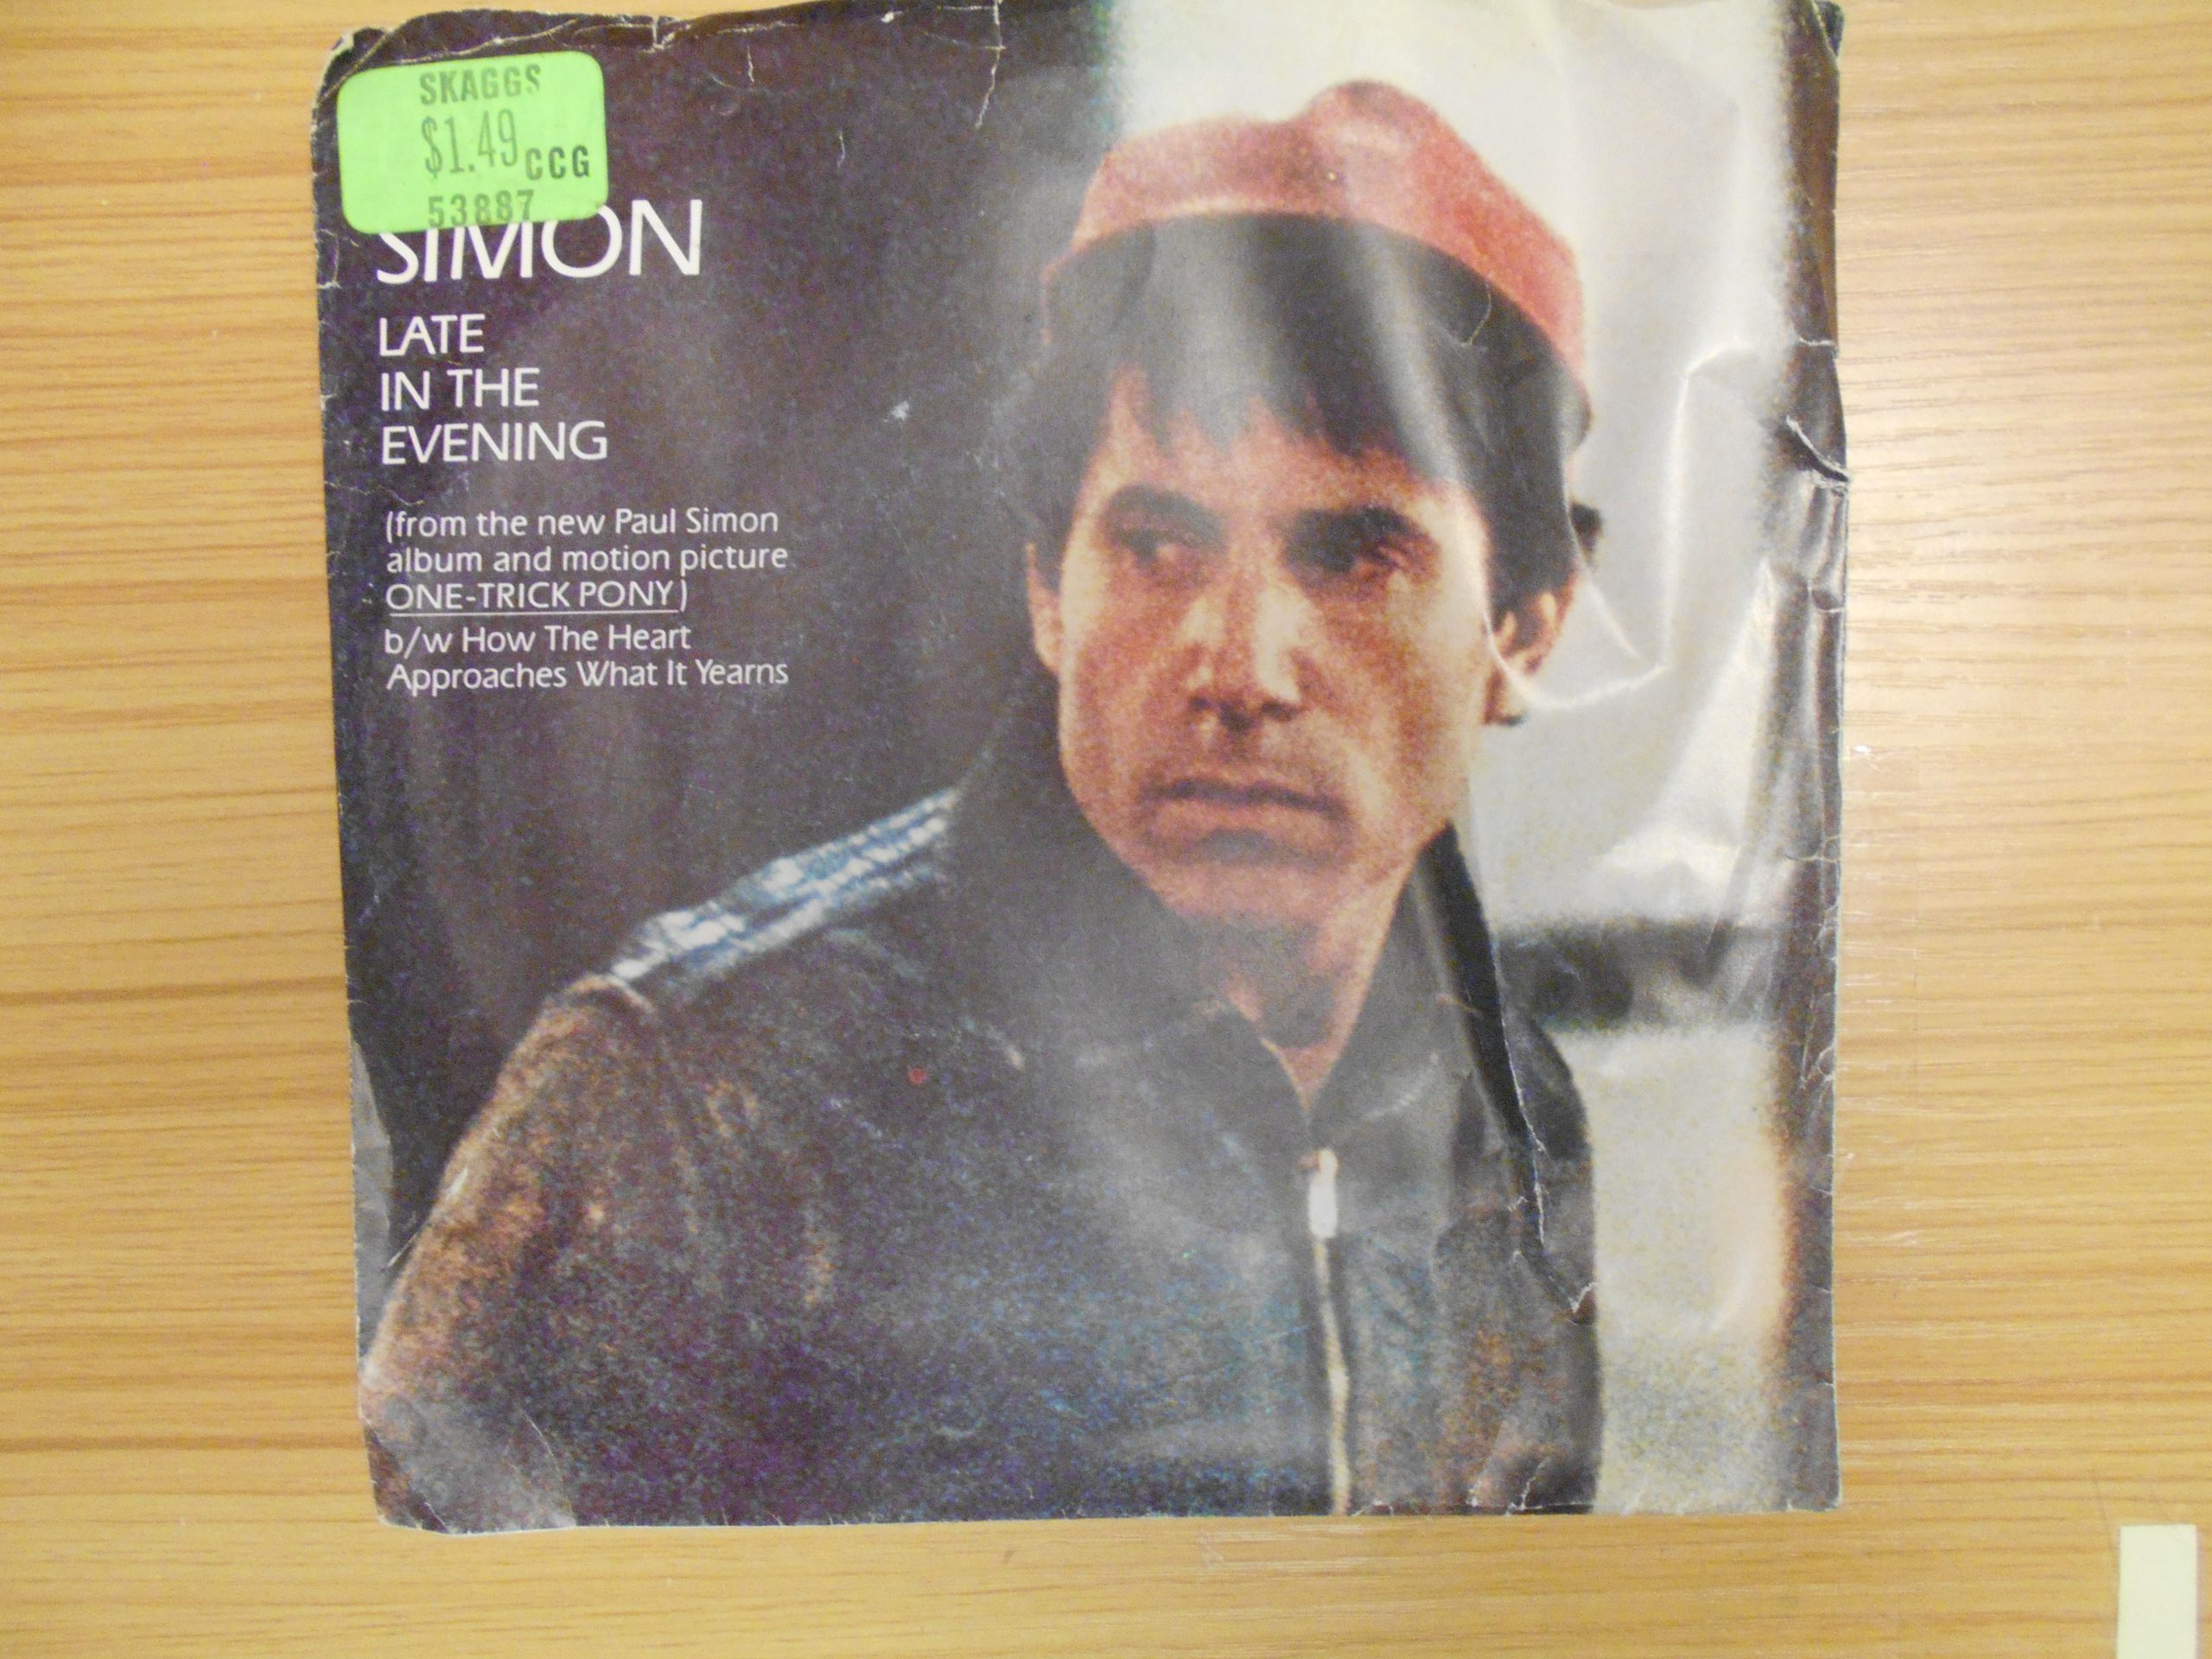 SKAGGS
$1.49 CCG
53887
SIMON
LATE
IN THE
EVENING
(from the new Paul Simon
album and motion picture
ONE-TRICK PONY)
b/w How The Heart
Approaches What It Yearns